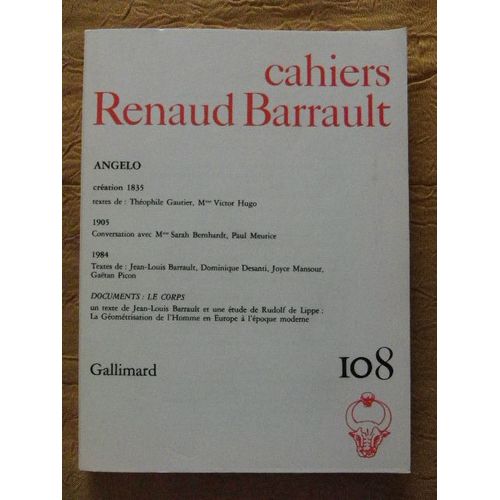 cahiers
Renaud Barrault
ANGELO
création 1835
textes de : Théophile Gautier, Mme Victor Hugo
1905
Conversation avec Mme Sarah Bernhardt, Paul Meurice
1984
Textes de : Jean-Louis Barrault, Dominique Desanti, Joyce Mansour,
Gaëtan Picon
DOCUMENTS : LE CORPS
un texte de Jean-Louis Barrault et une étude de Rudolf de Lippe :
La Géométrisation de l'Homme en Europe à l'époque moderne
Gallimard
108